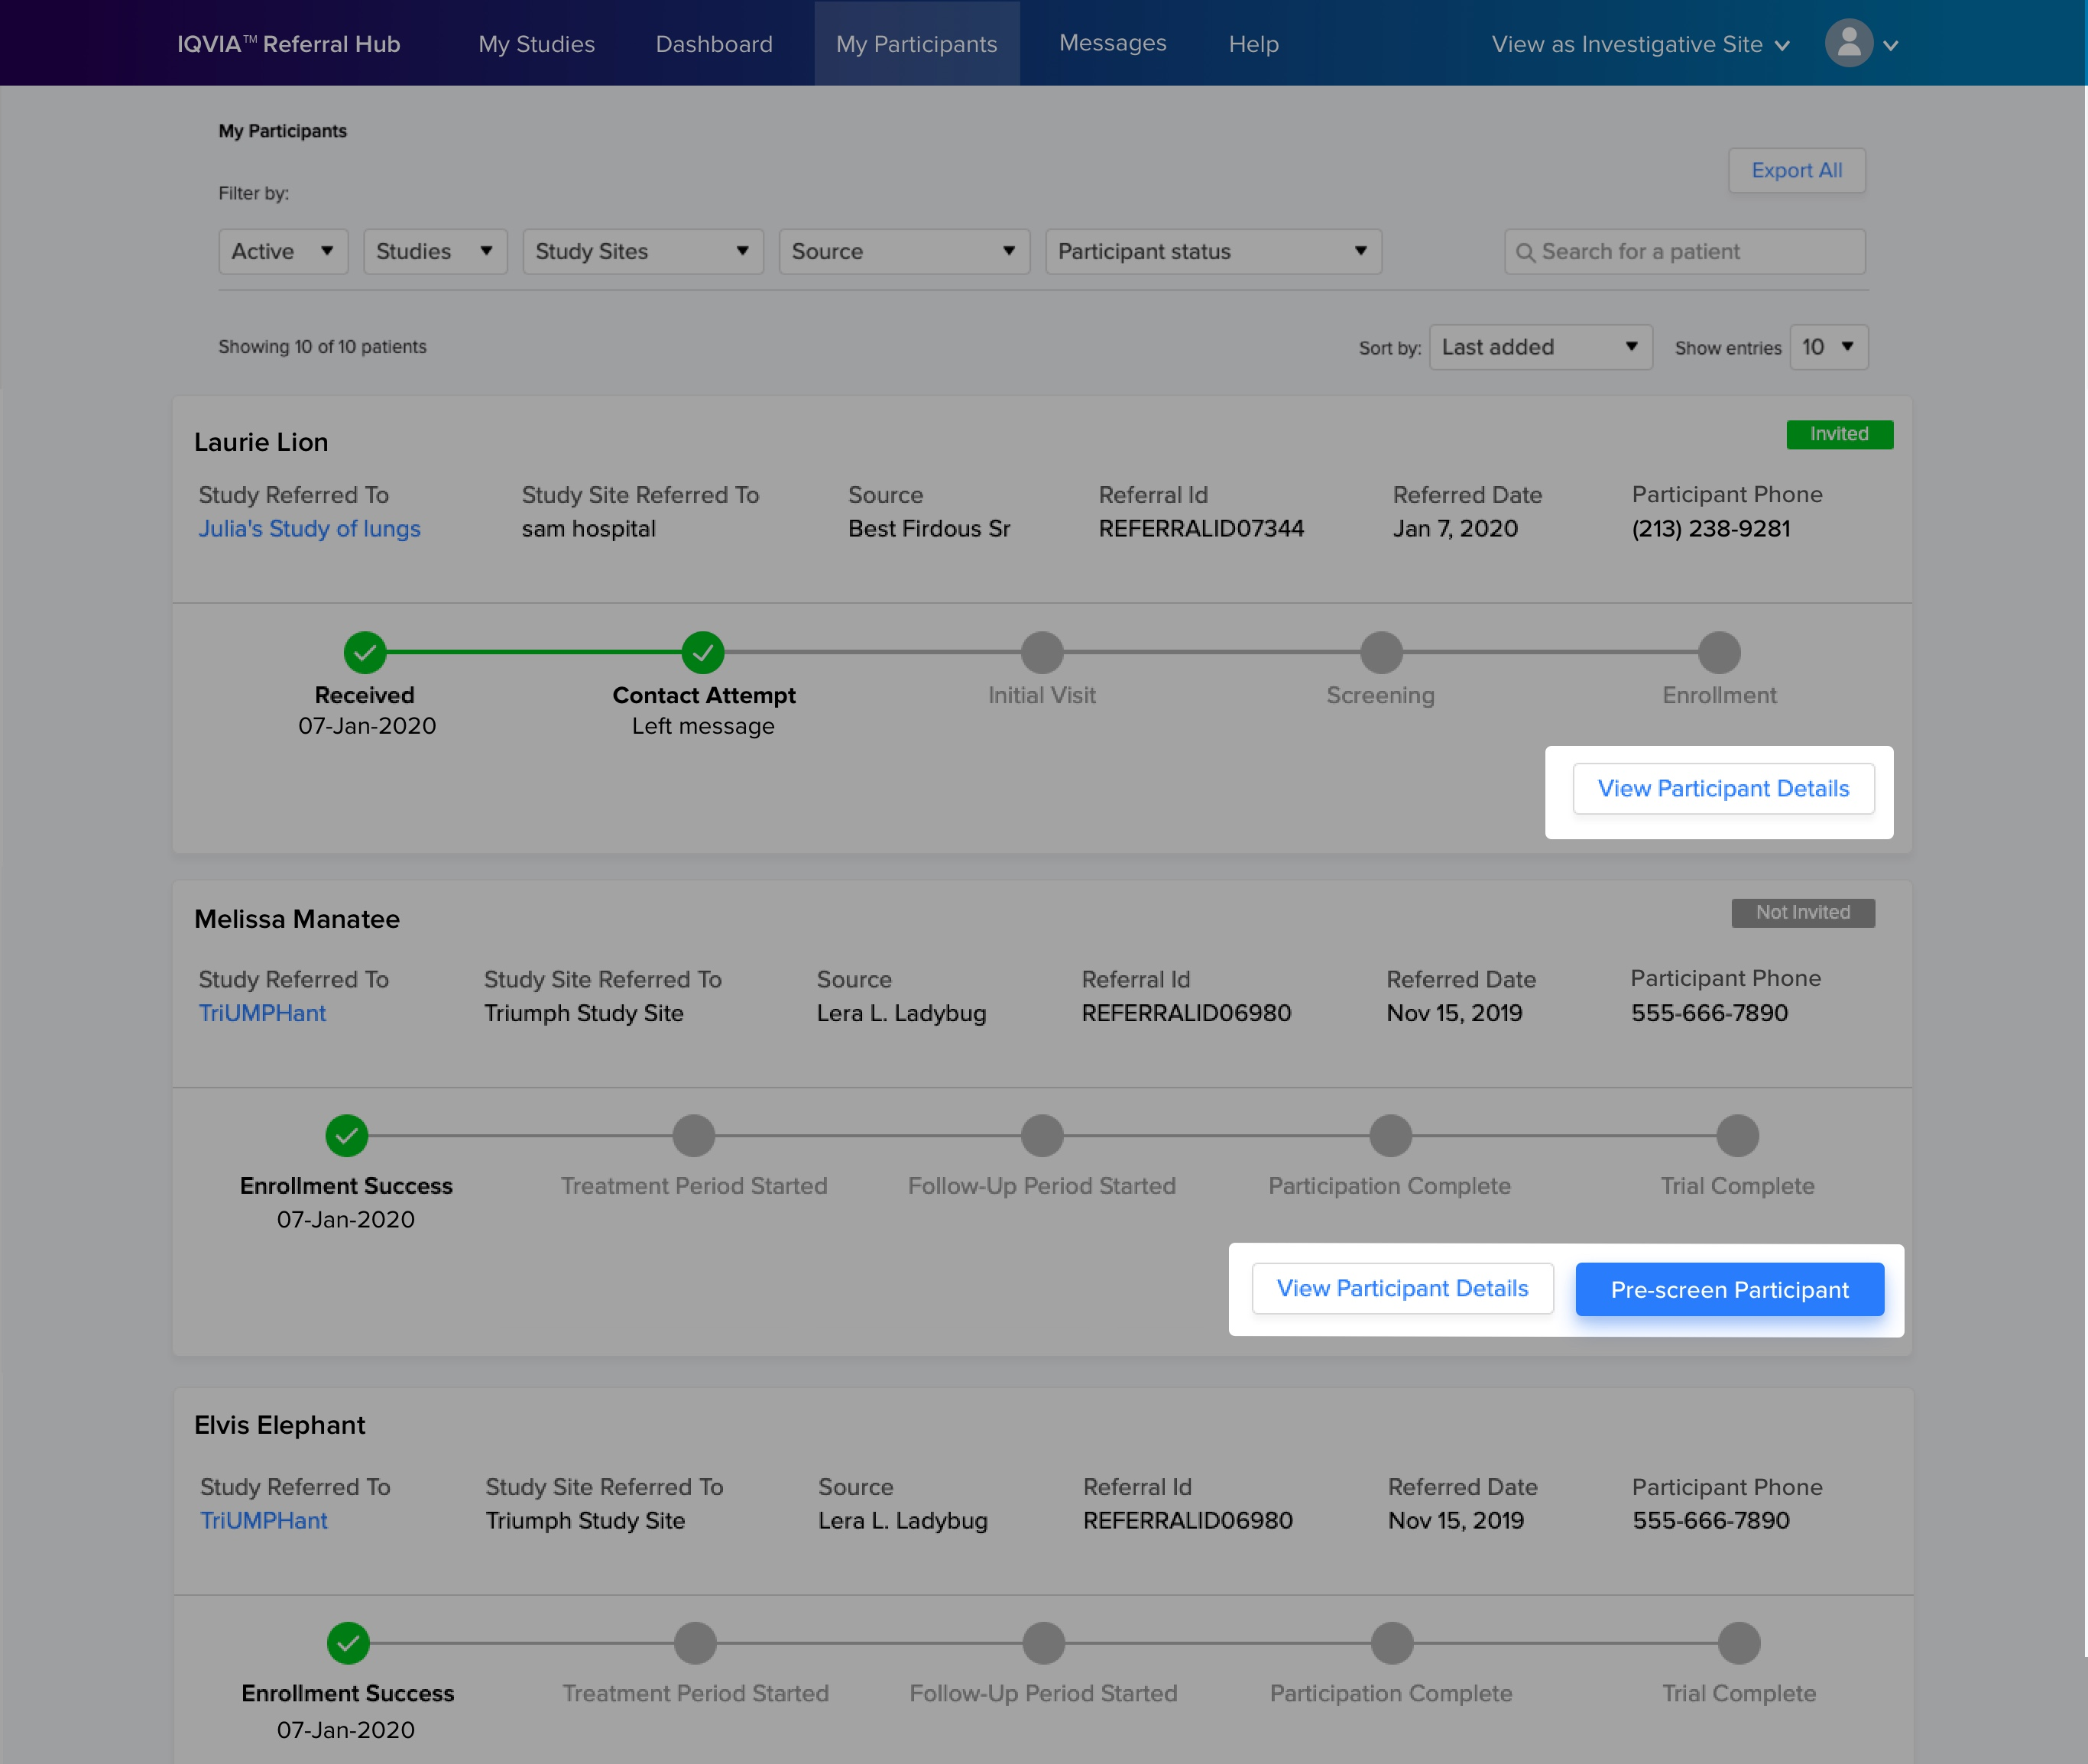 IQVIA™ Referral Hub My Studies Dashboard My Participants Messages Help View as Investigative Site
My Participants
Export All
Filter by:
Active Studies Study Sites Source Participant status Search for a patient
Showing 10 of 10 patients Sort by: Last added Show entries 10
Laurie Lion Invited
Study Referred To Study Site Referred To Source Referral Id Referred Date Participant Phone
Julia's Study of lungs sam hospital Best Firdous Sr REFERRALID07344 Jan 7, 2020 (213) 238-9281
Received Contact Attempt Initial Visit Screening Enrollment
07-Jan-2020 Left message
View Participant Details
Melissa Manatee Not Invited
Study Referred To Study Site Referred To Source Referral Id Referred Date Participant Phone
TriUMPHant Triumph Study Site Lera L. Ladybug REFERRALID06980 Nov 15, 2019 555-666-7890
Enrollment Success Treatment Period Started Follow-Up Period Started Participation Complete Trial Complete
07-Jan-2020
View Participant Details Pre-screen Participant
Elvis Elephant
Study Referred To Study Site Referred To Source Referral Id Referred Date Participant Phone
TriUMPHant Triumph Study Site Lera L. Ladybug REFERRALID06980 Nov 15, 2019 555-666-7890
Enrollment Success Treatment Period Started Follow-Up Period Started Participation Complete Trial Complete
07-Jan-2020